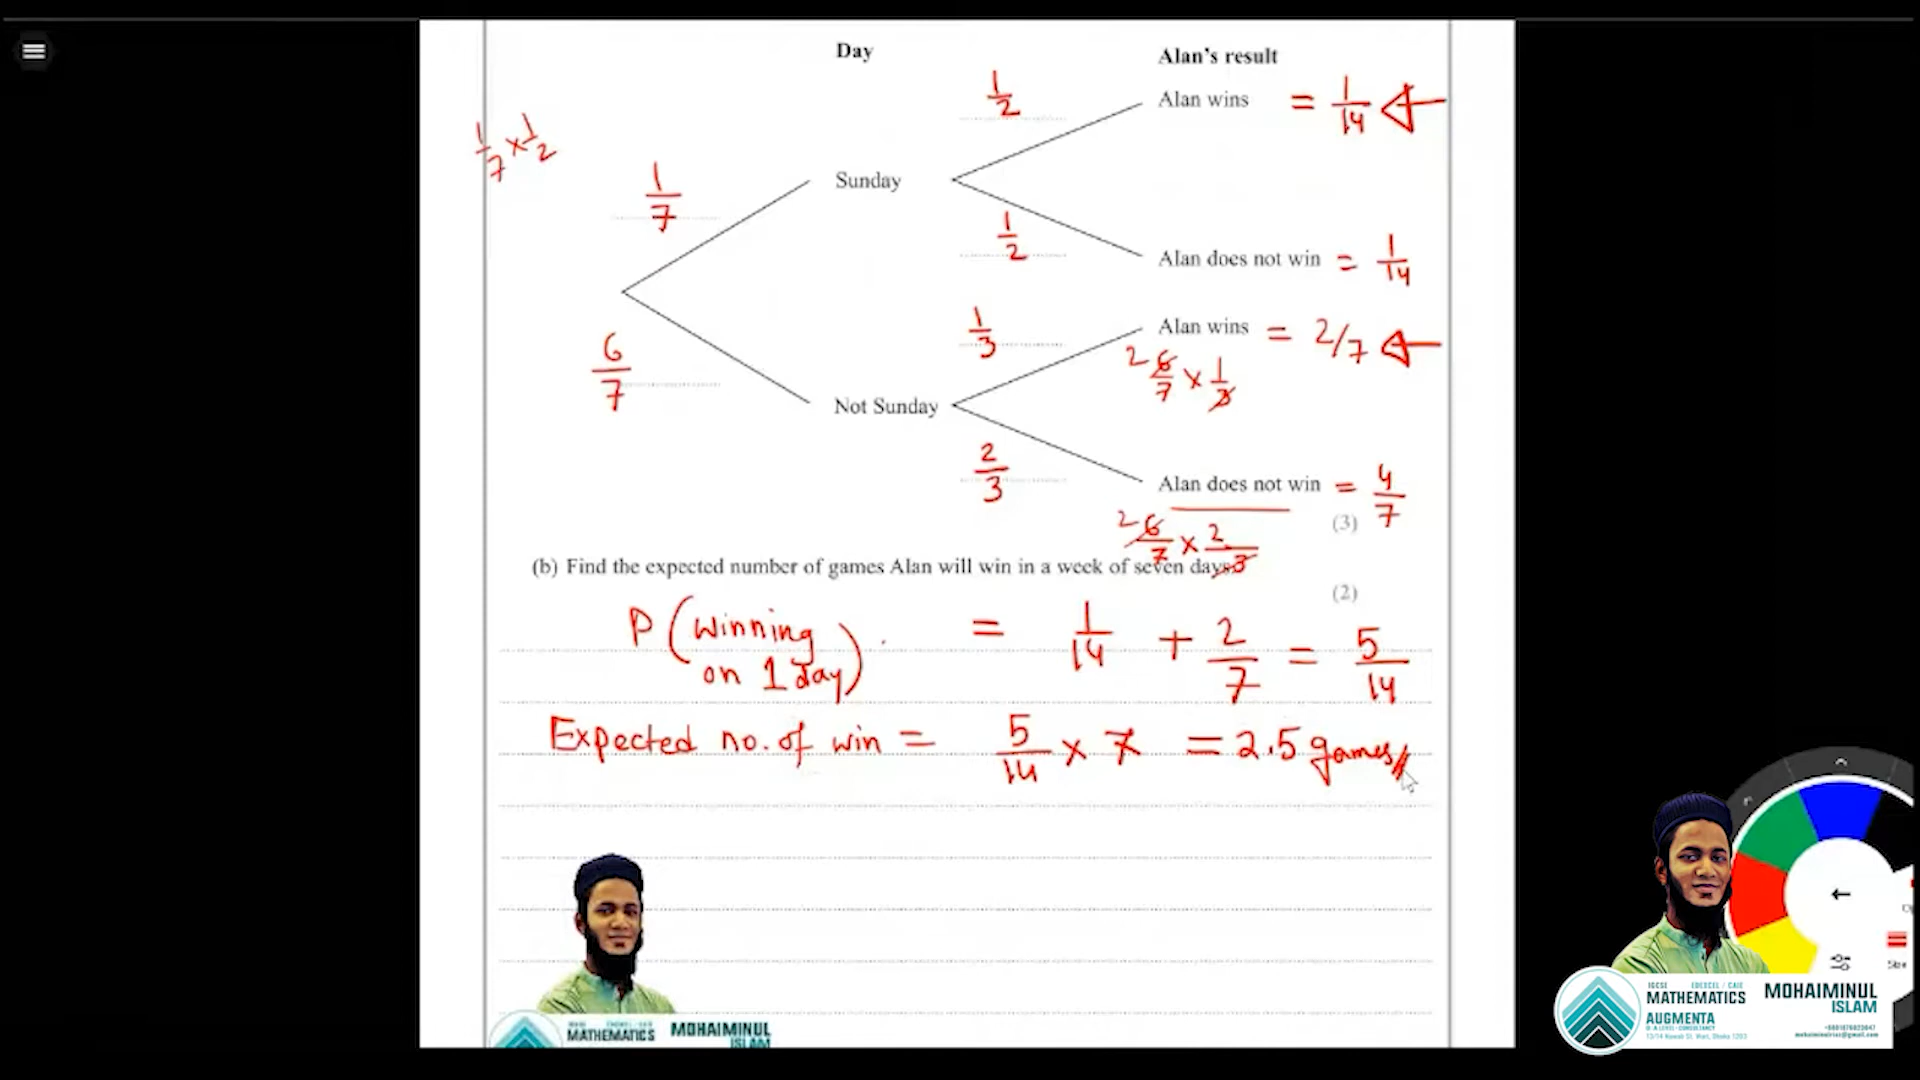 Day
Alan's result
1/2
Alan wins = 1/14
1/7 × 1/2
1/7
Sunday
1/2
Alan does not win = 1/14
1/3
Alan wins = 2/7
6/7
2 6/7 × 1/3
Not Sunday
2/3
Alan does not win = 4/7
(3)
2 6/7 × 2/3
(b) Find the expected number of games Alan will win in a week of seven days.
(2)
P (winning on 1 day) = 1/14 + 2/7 = 5/14
Expected no. of win = 5/14 × 7 = 2.5 games
MATHEMATICS
MOHAIMINUL
ISLAM
IGCSE EDEXCEL / CAIE
MATHEMATICS
AUGMENTA
O A LEVEL - CONSULTANCY
MOHAIMINUL
ISLAM